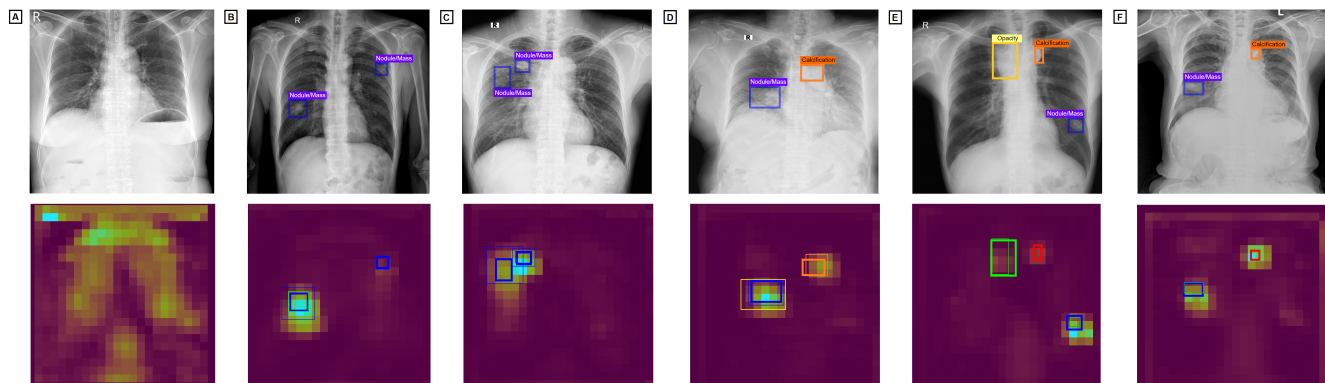 A
R
B
R
Nodule/Mass
Nodule/Mass
C
R
Nodule/Mass
Nodule/Mass
D
R
Calcification
Nodule/Mass
E
R
Opacity
Calcification
Nodule/Mass
F
L
Calcification
Nodule/Mass